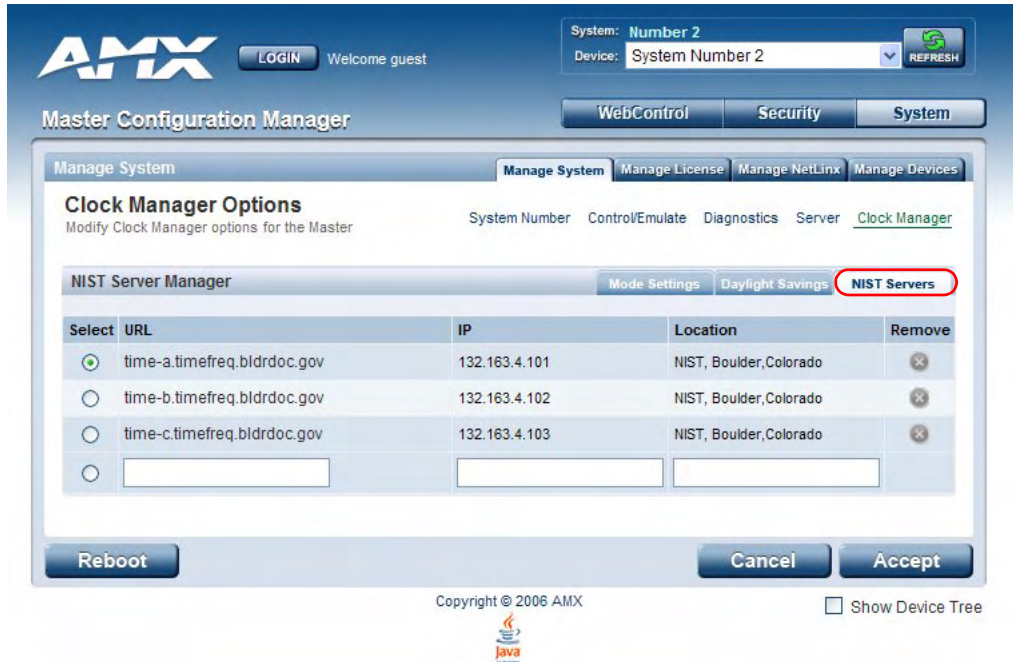 System: Number 2
AMX LOGIN Welcome guest
Device: System Number 2 REFRESH
Master Configuration Manager
WebControl Security System
Manage System
Manage System Manage License Manage NetLinx Manage Devices
Clock Manager Options
Modify Clock Manager options for the Master
System Number Control/Emulate Diagnostics Server Clock Manager
NIST Server Manager
Mode Settings Daylight Savings NIST Servers
Select URL IP Location Remove
time-a.timefreq.bldrdoc.gov 132.163.4.101 NIST, Boulder,Colorado
time-b.timefreq.bldrdoc.gov 132.163.4.102 NIST, Boulder,Colorado
time-c.timefreq.bldrdoc.gov 132.163.4.103 NIST, Boulder,Colorado
Reboot Cancel Accept
Copyright © 2006 AMX
Show Device Tree
Java